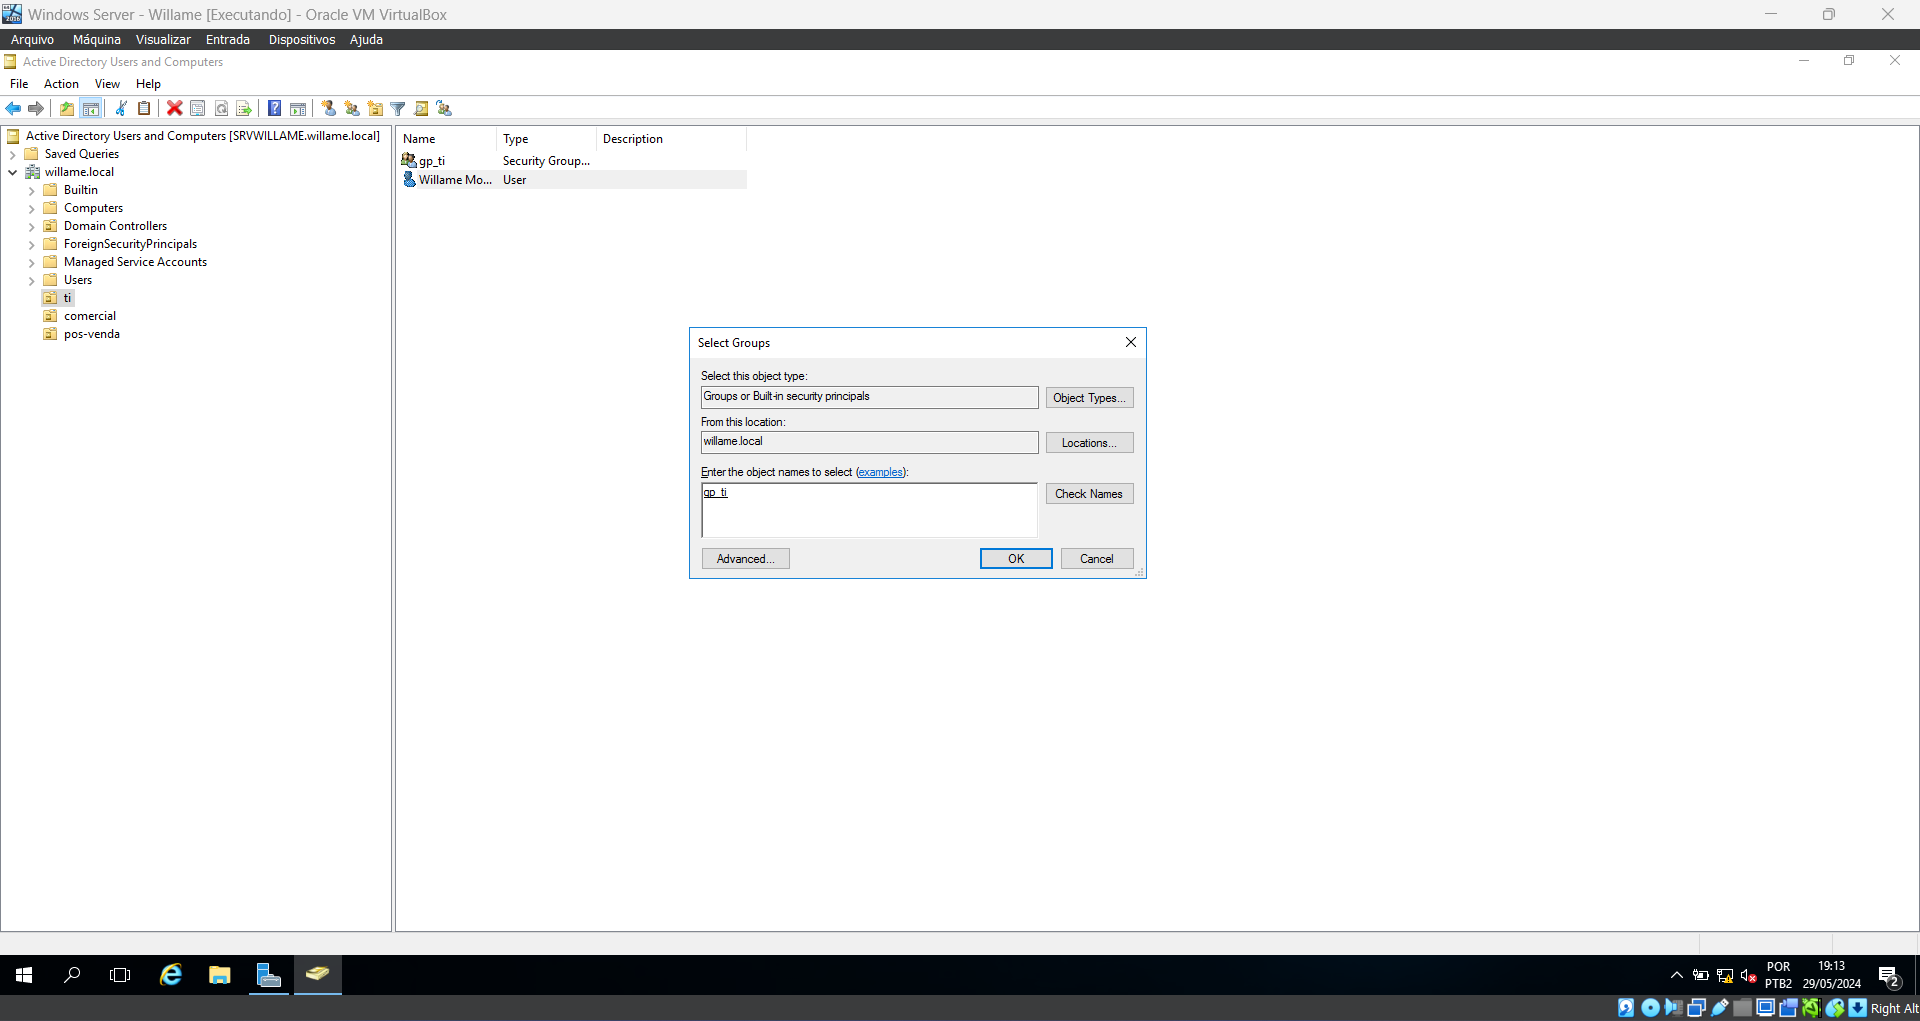 Windows Server - Willame [Executando] - Oracle VM VirtualBox
Arquivo Máquina Visualizar Entrada Dispositivos Ajuda
Active Directory Users and Computers
File Action View Help
Active Directory Users and Computers [SRVWILLAME.willame.local]
Saved Queries
willame.local
Builtin
Computers
Domain Controllers
ForeignSecurityPrincipals
Managed Service Accounts
Users
ti
comercial
pos-venda
Name Type Description
gp_ti Security Group...
Willame Mo... User
Select Groups
Select this object type:
Groups or Built-in security principals Object Types...
From this location:
willame.local Locations...
Enter the object names to select (examples):
gp_ti Check Names
Advanced... OK Cancel
POR 19:13
PTB2 29/05/2024 2
Right Alt